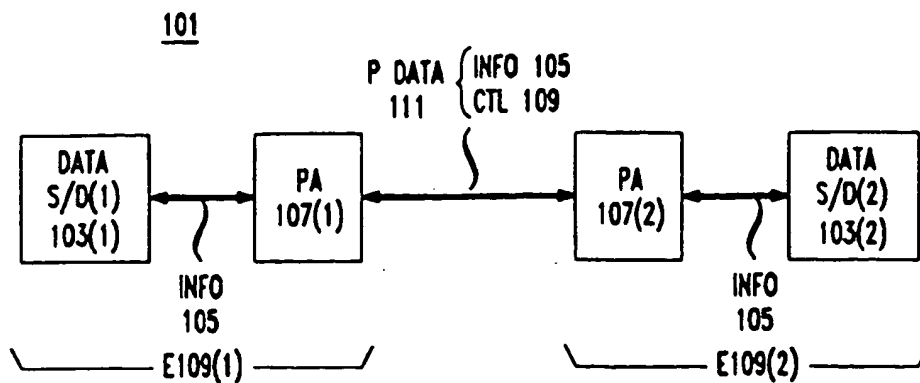 101
P DATA
111
INFO 105
CTL 109
DATA
S/D(1)
103(1)
PA
107(1)
PA
107(2)
DATA
S/D(2)
103(2)
INFO
105
INFO
105
E109(1)
E109(2)